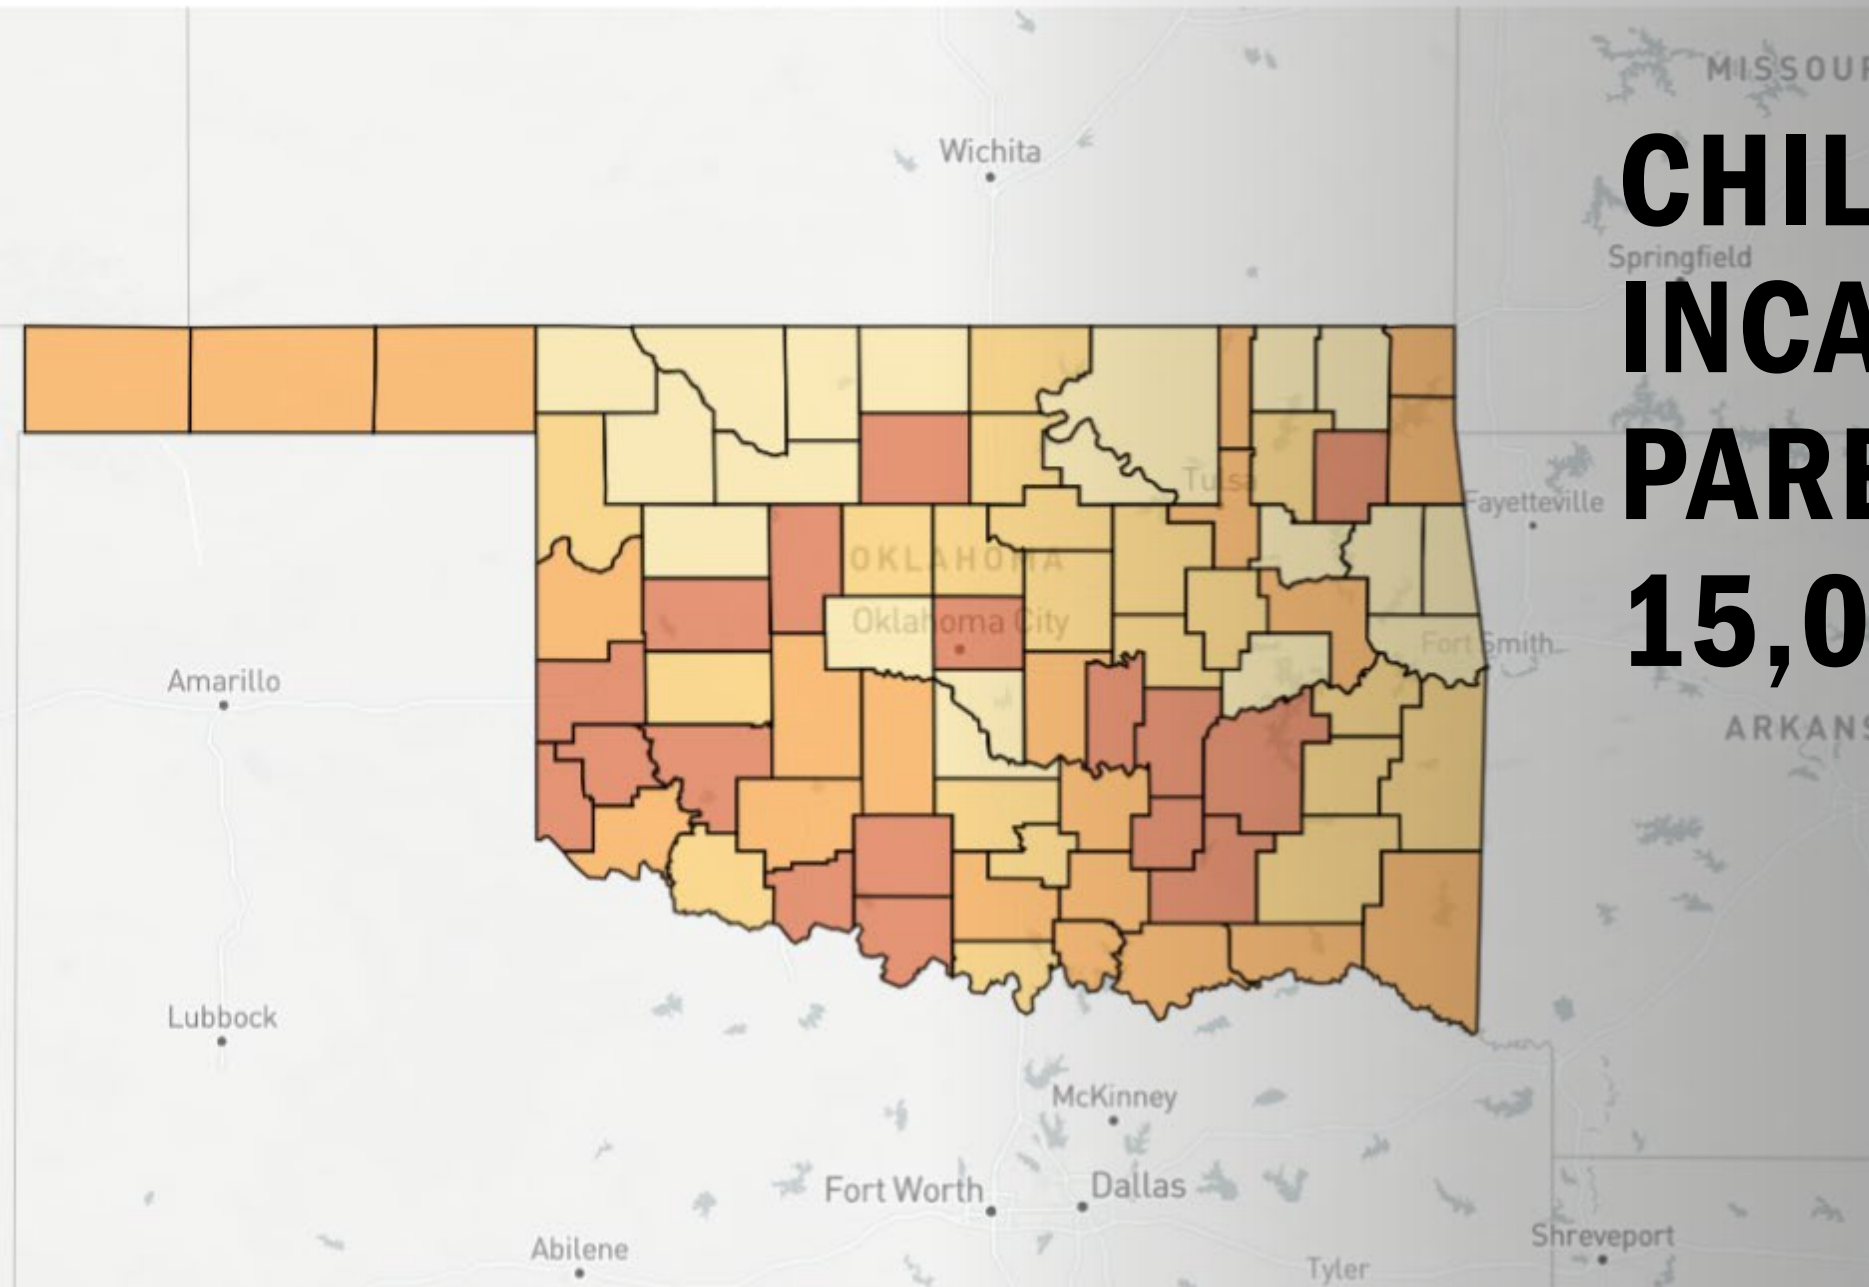 MISSOUR
Wichita
CHIL
Springfield
INCA
PARE
Tulsa
Fayetteville
OKLAHOMA
15,0
Oklahoma City
Fort Smith
Amarillo
ARKANS
Lubbock
McKinney
Fort Worth
Dallas
Shreveport
Abilene
Tyler